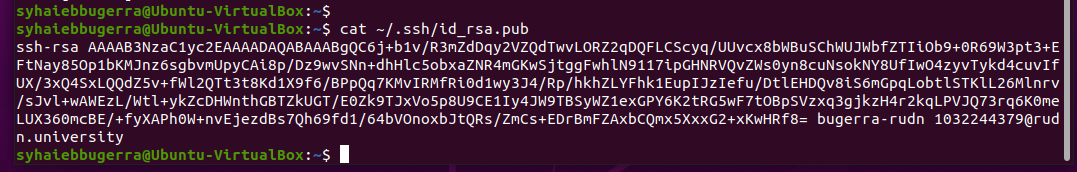 syhaiebbugerra@Ubuntu-VirtualBox:~$
syhaiebbugerra@Ubuntu-VirtualBox:~$ cat ~/.ssh/id_rsa.pub
ssh-rsa AAAAB3NzaC1yc2EAAAADAQABAAABgQC6j+b1v/R3mZdDqy2VZQdTwvLORZ2qDQFLCScyq/UUvcx8bWBuSChWUJWbfZTIiOb9+0R69W3pt3+E
FtNay85Op1bKMJnz6sgbvmUpyCAi8p/Dz9wvSNn+dhHlc5obxaZNR4mGKwSjtggFwhlN9117ipGHNRVQvZWs0yn8cuNsokNY8UfIwO4zyvTykd4cuvIf
UX/3xQ4SxLQQdZ5v+fWl2QTt3t8Kd1X9f6/BPpQq7KMvIRMfRi0d1wy3J4/Rp/hkhZLYFhk1EupIJzIefu/DtlEHDQv8iS6mGpqLobtlSTKlL26Mlnrv
/sJvl+wAWEzL/Wtl+ykZcDHWnthGBTZkUGT/E0Zk9TJxVo5p8U9CE1Iy4JW9TBSyWZ1exGPY6K2tRG5wF7tOBpSVzxq3gjkzH4r2kqLPVJQ73rq6K0me
LUX360mcBE/+fyXAPh0W+nvEjezdBs7Qh69fd1/64bVOnoxbJtQRs/ZmCs+EDrBmFZAxbCQmx5XxxG2+xKwHRf8= bugerra-rudn 1032244379@rud
n.university
syhaiebbugerra@Ubuntu-VirtualBox:~$